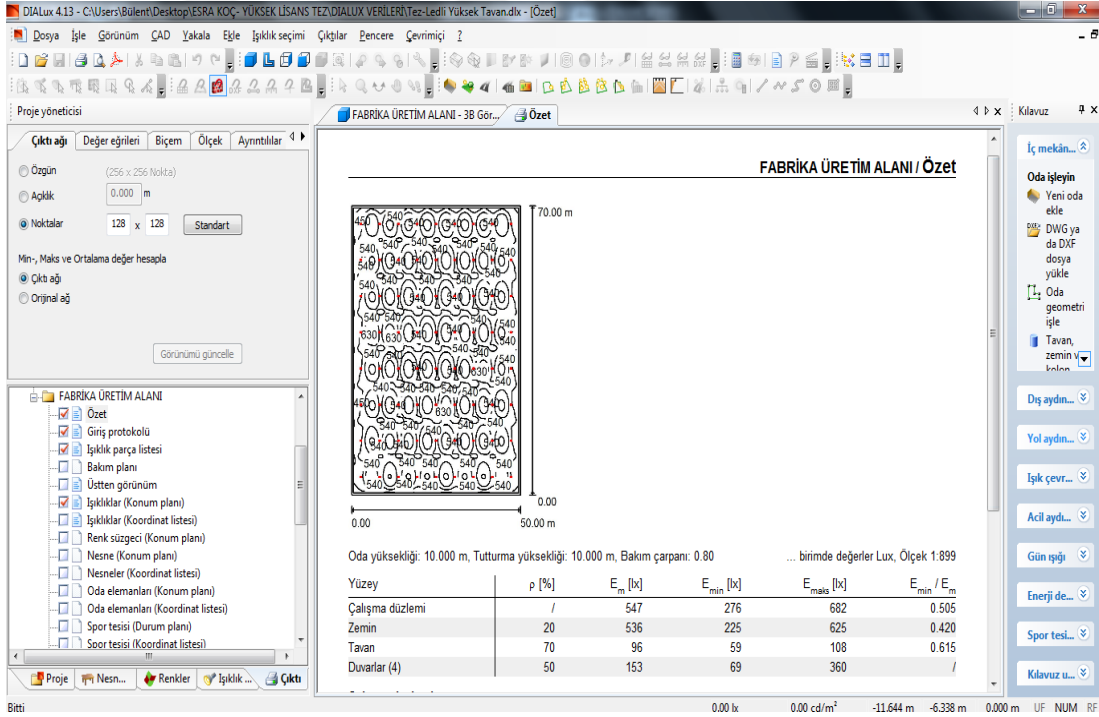 DIALux 4.13 - C:\Users\Bülent\Desktop\ESRA KOÇ- YÜKSEK LİSANS TEZ\DIALUX VERİLERİ\Tez-Ledli Yüksek Tavan.dlx - [Özet]
Dosya İşle Görünüm CAD Yakala Ekle Işıklık seçimi Çıktılar Pencere Çevrimiçi ?
Proje yöneticisi
Çıktı ağı Değer eğrileri Biçem Ölçek Ayrıntılılar
Özgün (256 x 256 Nokta)
Açıklık 0.000 m
Noktalar 128 x 128 Standart
Min-, Maks ve Ortalama değer hesapla
Çıktı ağı
Orijinal ağ
Görünümü güncelle
FABRİKA ÜRETİM ALANI
Özet
Giriş protokolü
Işıklık parça listesi
Bakım planı
Üstten görünüm
Işıklıklar (Konum planı)
Işıklıklar (Koordinat listesi)
Renk süzgeci (Konum planı)
Nesne (Konum planı)
Nesneler (Koordinat listesi)
Oda elemanları (Konum planı)
Oda elemanları (Koordinat listesi)
Spor tesisi (Durum planı)
Spor tesisi (Koordinat listesi)
Proje Nesn... Renkler Işıklık ... Çıktı
FABRİKA ÜRETİM ALANI - 3B Gör... Özet
FABRİKA ÜRETİM ALANI / Özet
70.00 m
0.00
0.00 50.00 m
Oda yüksekliği: 10.000 m, Tutturma yüksekliği: 10.000 m, Bakım çarpanı: 0.80 ... birimde değerler Lux, Ölçek 1:899
Yüzey ρ [%] Em [lx] Emin [lx] Emaks [lx] Emin / Em
Çalışma düzlemi / 547 276 682 0.505
Zemin 20 536 225 625 0.420
Tavan 70 96 59 108 0.615
Duvarlar (4) 50 153 69 360 /
Kılavuz
İç mekân...
Oda işleyin
Yeni oda
ekle
DWG ya
da DXF
dosya
yükle
Oda
geometri
işle
Tavan,
zemin v
kolon
Dış aydın...
Yol aydın...
Işık çevr...
Acil aydı...
Gün ışığı
Enerji de...
Spor tesi...
Kılavuz u...
Bitti 0.00 lx 0.00 cd/m² -11.644 m -6.338 m 0.000 m UF NUM RF